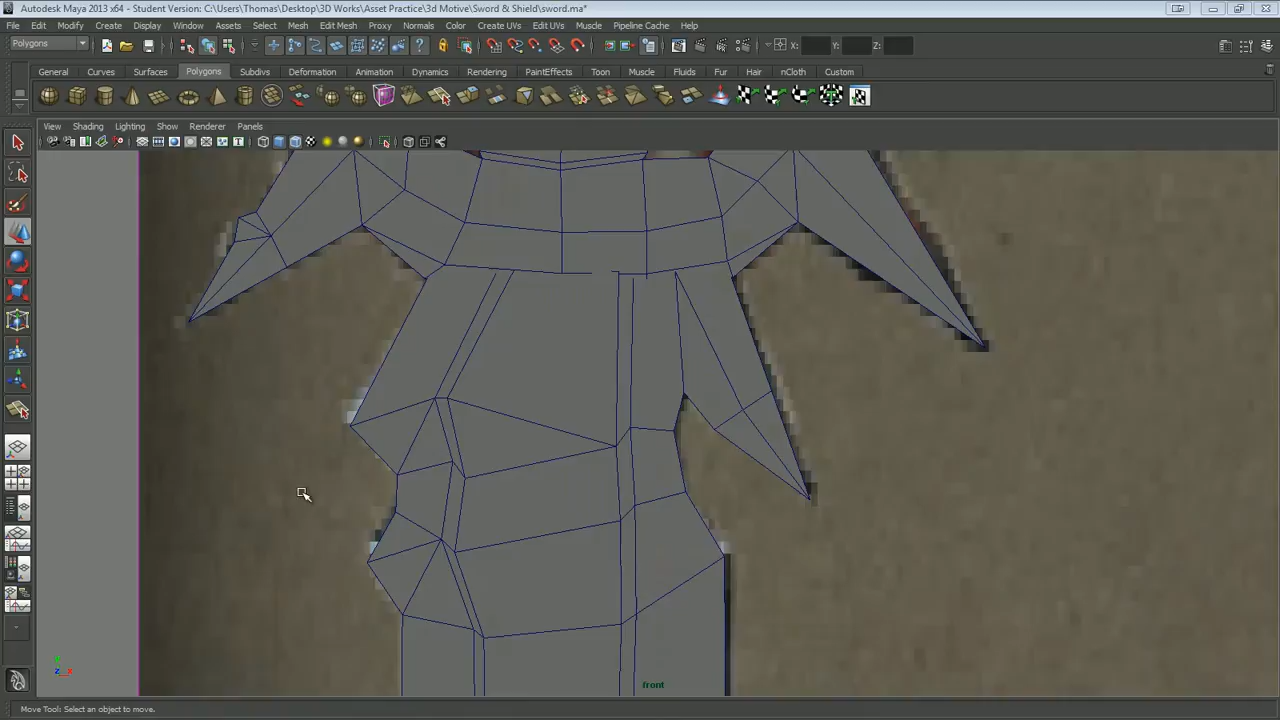 Autodesk Maya 2013 x64 - Student Version: C:\Users\Thomas\Desktop\3D Works\Asset Practice\3d Motive\Sword & Shield\sword.ma*
File Edit Modify Create Display Window Assets Select Mesh Edit Mesh Proxy Normals Color Create UVs Edit UVs Muscle Pipeline Cache Help
Polygons X: Y: Z:
General Curves Surfaces Polygons Subdivs Deformation Animation Dynamics Rendering PaintEffects Toon Muscle Fluids Fur Hair nCloth Custom
View Shading Lighting Show Renderer Panels
front
Move Tool: Select an object to move.